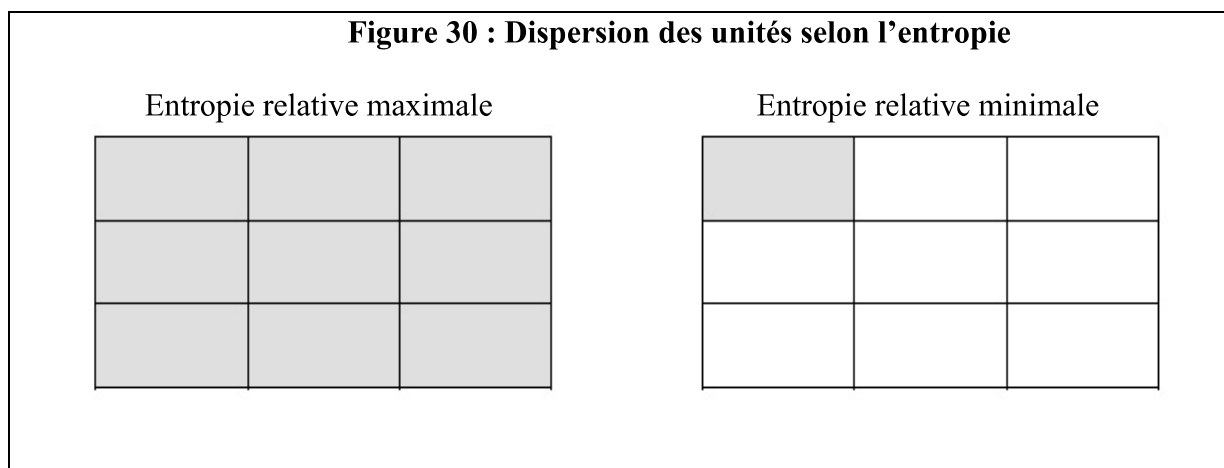 Figure 30 : Dispersion des unités selon l’entropie
Entropie relative maximale
Entropie relative minimale